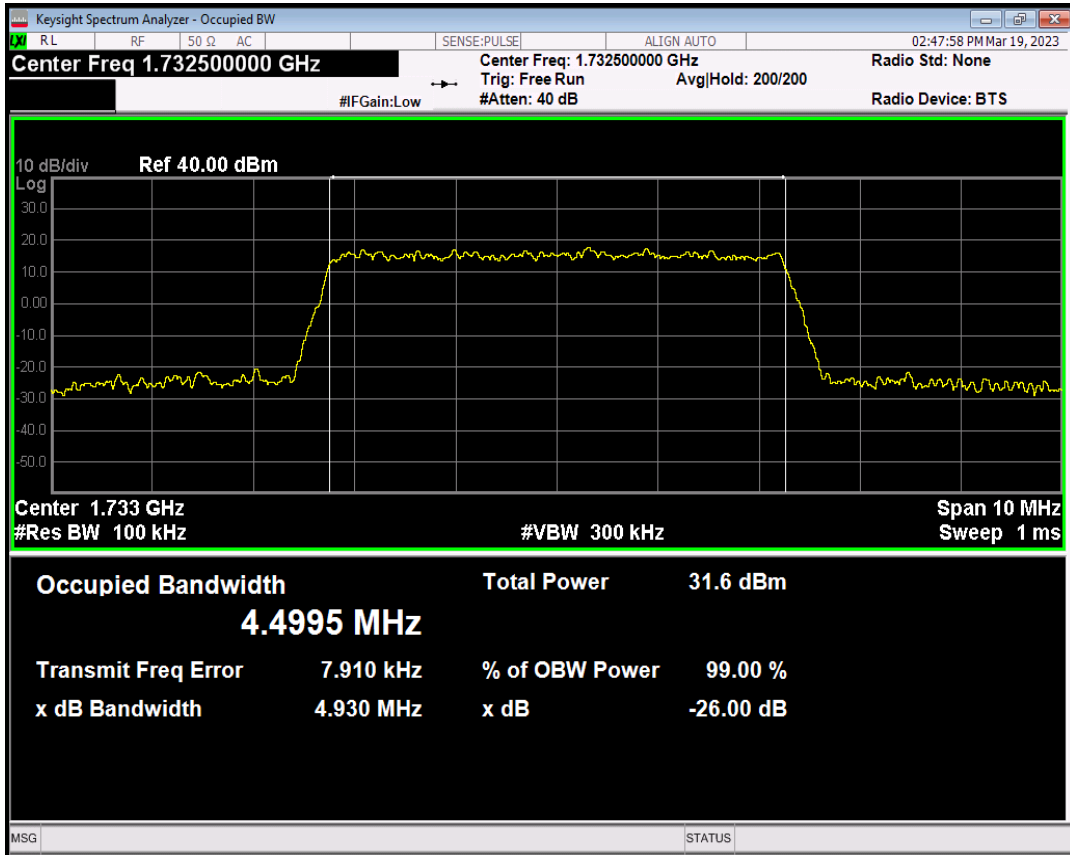 Keysight Spectrum Analyzer - Occupied BW
LXI RL RF 50 Ω AC SENSE:PULSE ALIGN AUTO 02:47:58 PM Mar 19, 2023
Center Freq 1.732500000 GHz Center Freq: 1.732500000 GHz Radio Std: None
Trig: Free Run Avg|Hold: 200/200
#IFGain:Low #Atten: 40 dB Radio Device: BTS
10 dB/div Ref 40.00 dBm
Log
30.0
20.0
10.0
0.00
-10.0
-20.0
-30.0
-40.0
-50.0
Center 1.733 GHz Span 10 MHz
#Res BW 100 kHz #VBW 300 kHz Sweep 1 ms
Occupied Bandwidth Total Power 31.6 dBm
4.4995 MHz
Transmit Freq Error 7.910 kHz % of OBW Power 99.00 %
x dB Bandwidth 4.930 MHz x dB -26.00 dB
MSG STATUS